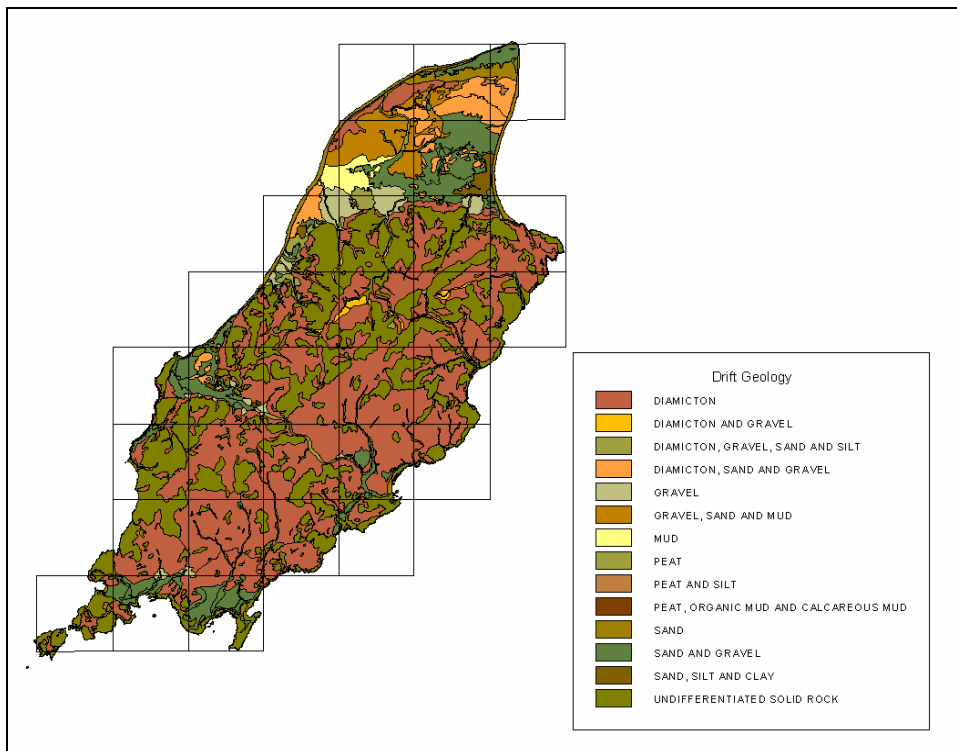 Drift Geology
DIAMICTON
DIAMICTON AND GRAVEL
DIAMICTON, GRAVEL, SAND AND SILT
DIAMICTON, SAND AND GRAVEL
GRAVEL
GRAVEL, SAND AND MUD
MUD
PEAT
PEAT AND SILT
PEAT, ORGANIC MUD AND CALCAREOUS MUD
SAND
SAND AND GRAVEL
SAND, SILT AND CLAY
UNDIFFERENTIATED SOLID ROCK